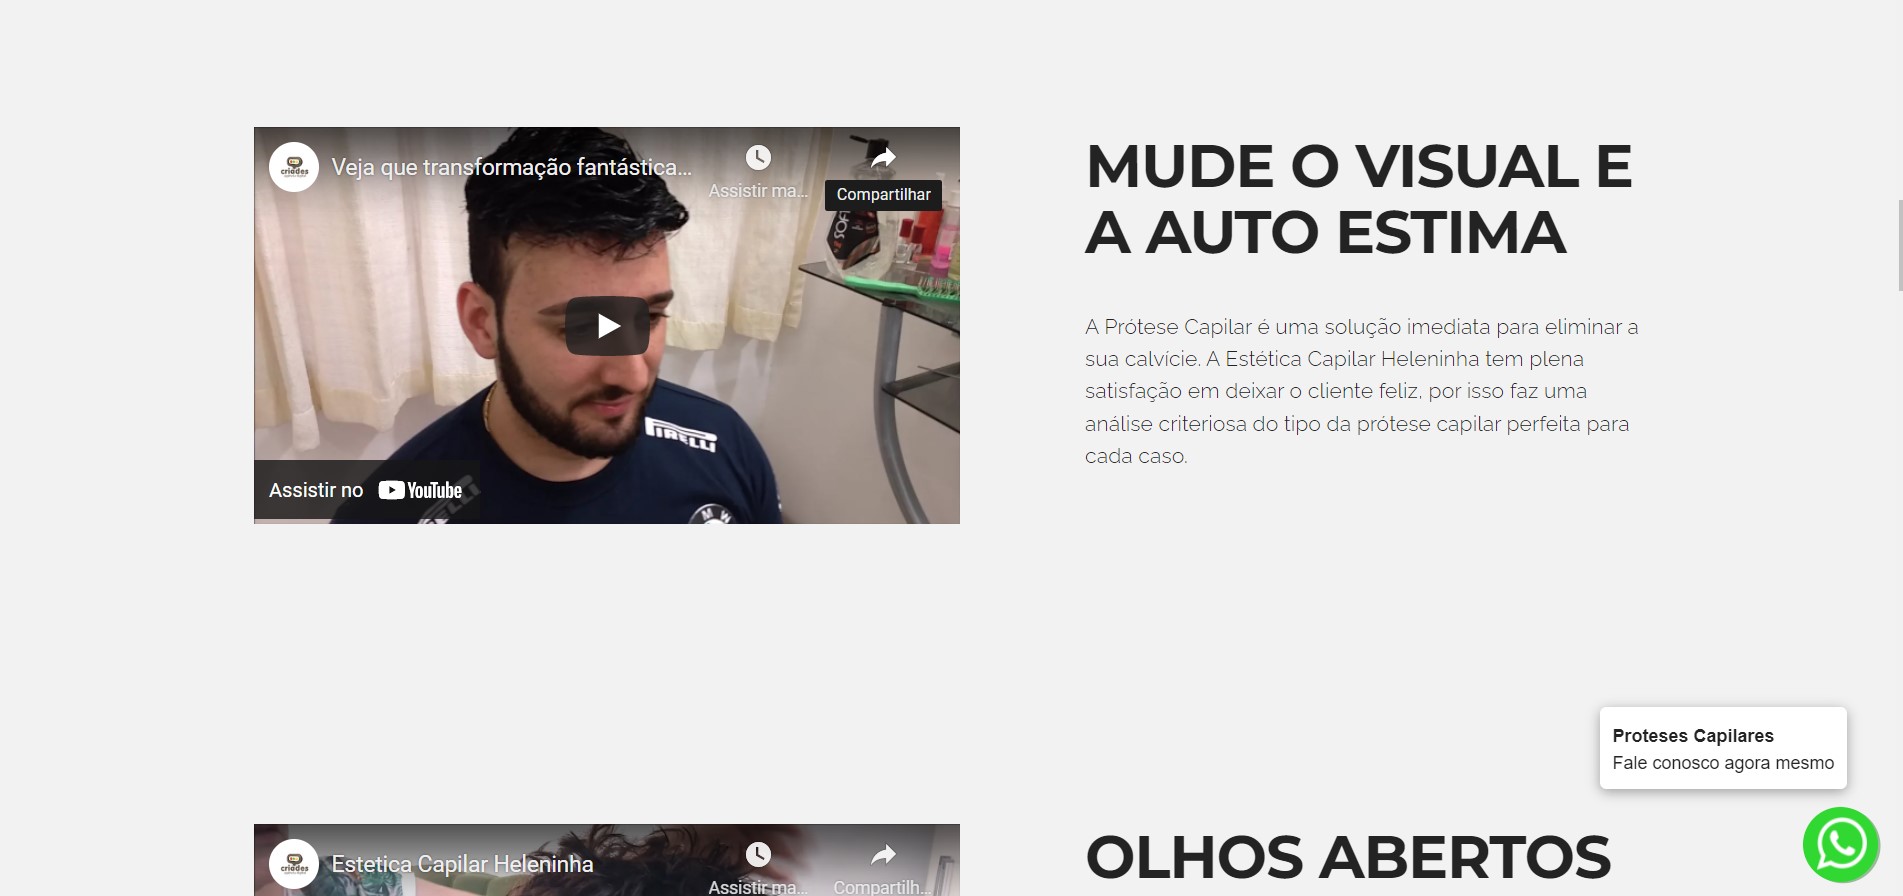 criades
Veja que transformação fantástica...
Assistir ma...
Compartilhar
SOFT
PIRELLI
Assistir no YouTube
MUDE O VISUAL E
A AUTO ESTIMA
A Prótese Capilar é uma solução imediata para eliminar a
sua calvície. A Estética Capilar Heleninha tem plena
satisfação em deixar o cliente feliz, por isso faz uma
análise criteriosa do tipo da prótese capilar perfeita para
cada caso.
Proteses Capilares
Fale conosco agora mesmo
criades
Estetica Capilar Heleninha
Assistir ma...
Compartilh...
OLHOS ABERTOS